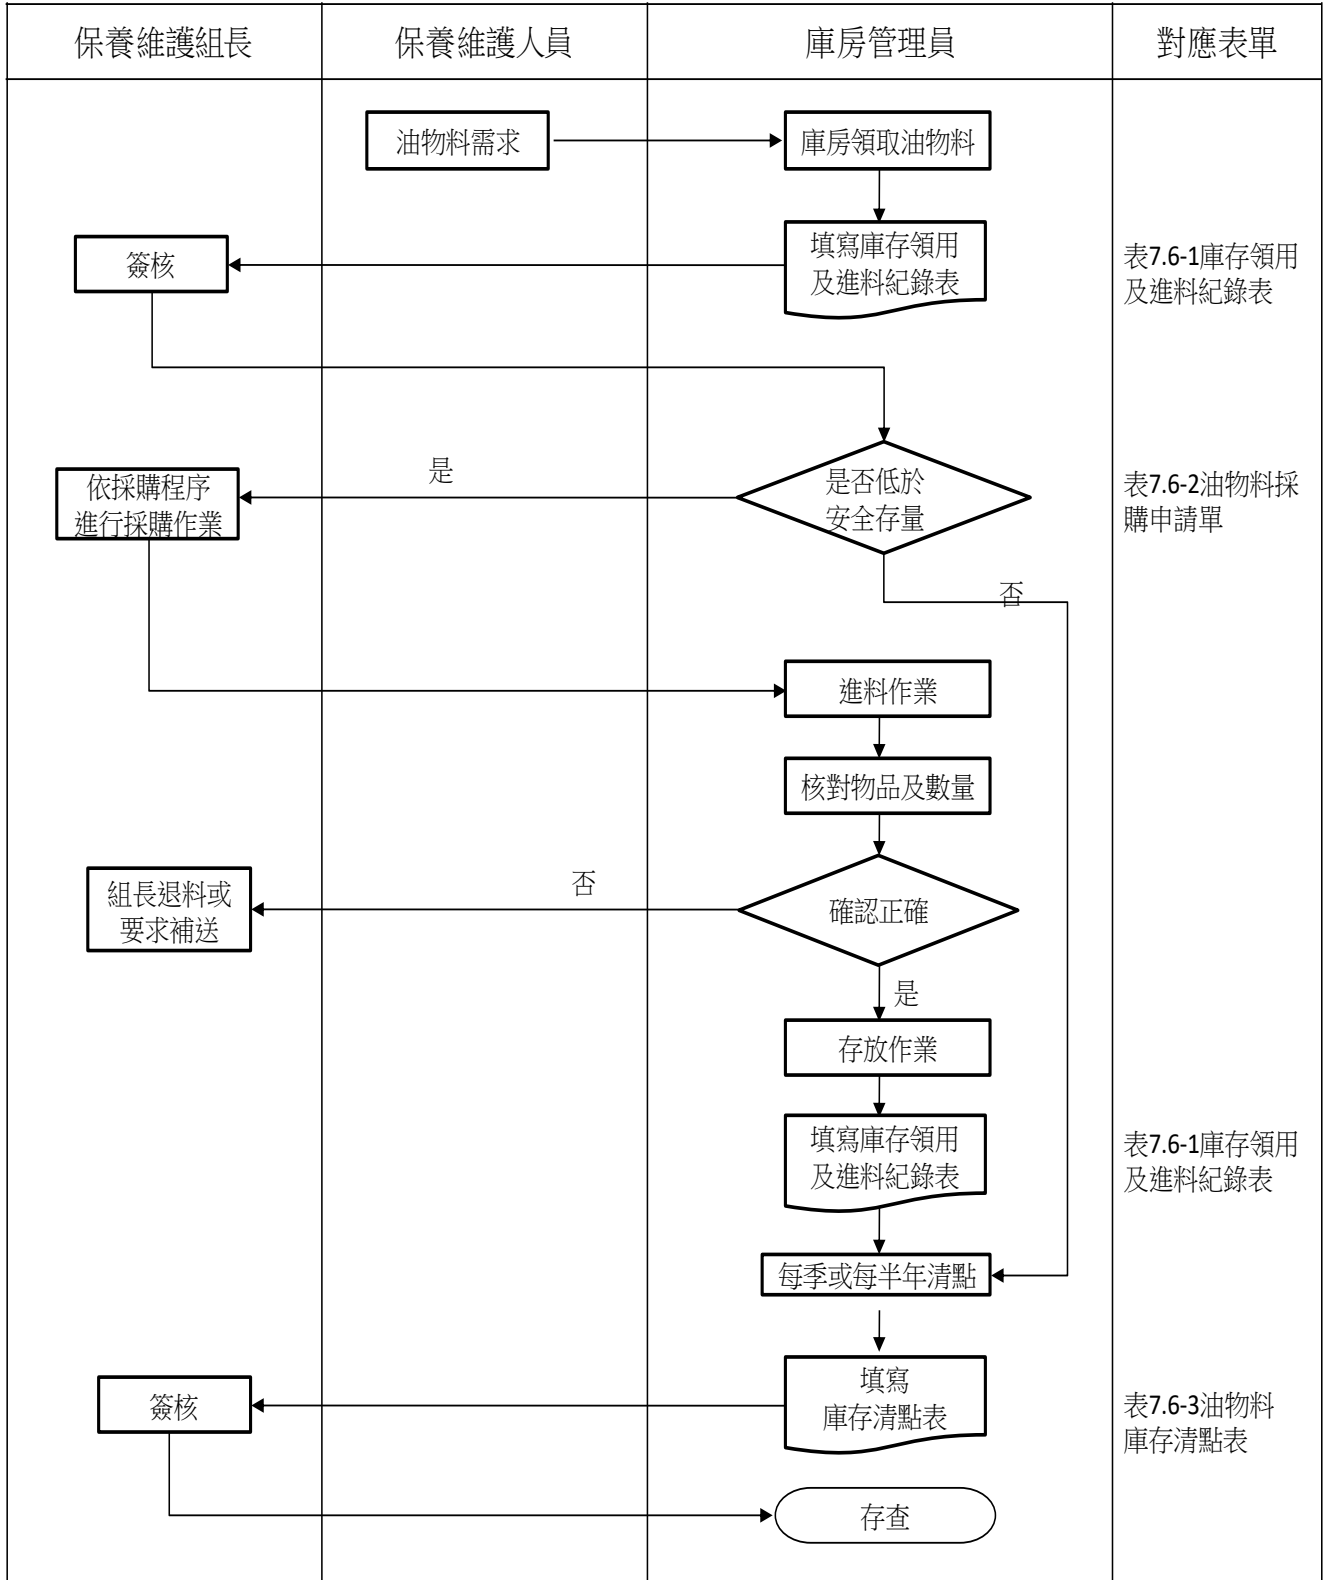 保養維護組長
保養維護人員
庫房管理員
對應表單
油物料需求
庫房領取油物料
填寫庫存領用
及進料紀錄表
簽核
表7.6-1庫存領用
及進料紀錄表
是否低於
安全存量
是
依採購程序
進行採購作業
表7.6-2油物料採
購申請單
否
進料作業
核對物品及數量
確認正確
否
組長退料或
要求補送
是
存放作業
填寫庫存領用
及進料紀錄表
表7.6-1庫存領用
及進料紀錄表
每季或每半年清點
填寫
庫存清點表
簽核
表7.6-3油物料
庫存清點表
存查